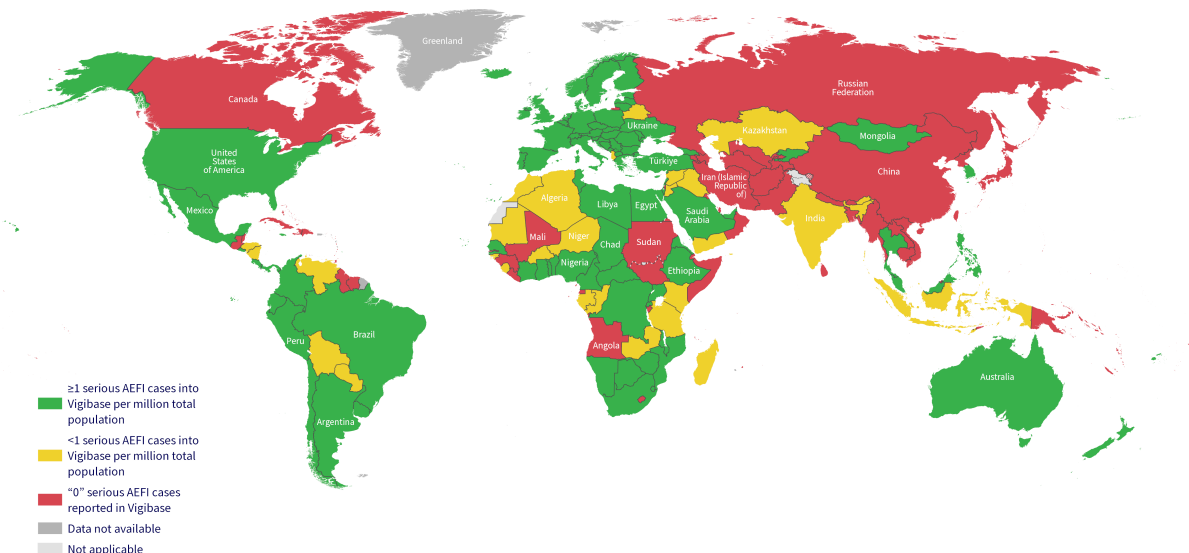 Greenland
Canada
Russian
Federation
Ukraine
Kazakhstan
Mongolia
United
States
of America
Türkiye
China
Iran (Islamic
Republic
of)
Mexico
Algeria
Libya
Egypt
Saudi
Arabia
India
Mali
Niger
Chad
Sudan
Nigeria
Ethiopia
Brazil
Peru
Angola
Australia
Argentina
≥1 serious AEFI cases into
Vigibase per million total
population
<1 serious AEFI cases into
Vigibase per million total
population
“0” serious AEFI cases
reported in Vigibase
Data not available
Not applicable